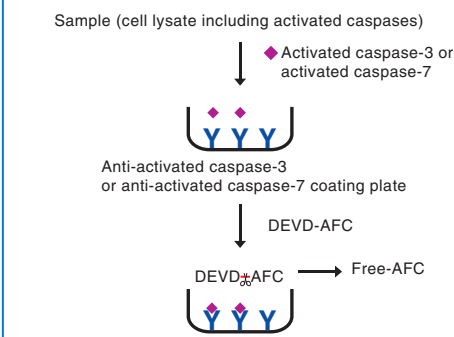 Sample (cell lysate including activated caspases)
Activated caspase-3 or
activated caspase-7
Anti-activated caspase-3
or anti-activated caspase-7 coating plate
DEVD-AFC
DEVD AFC
Free-AFC